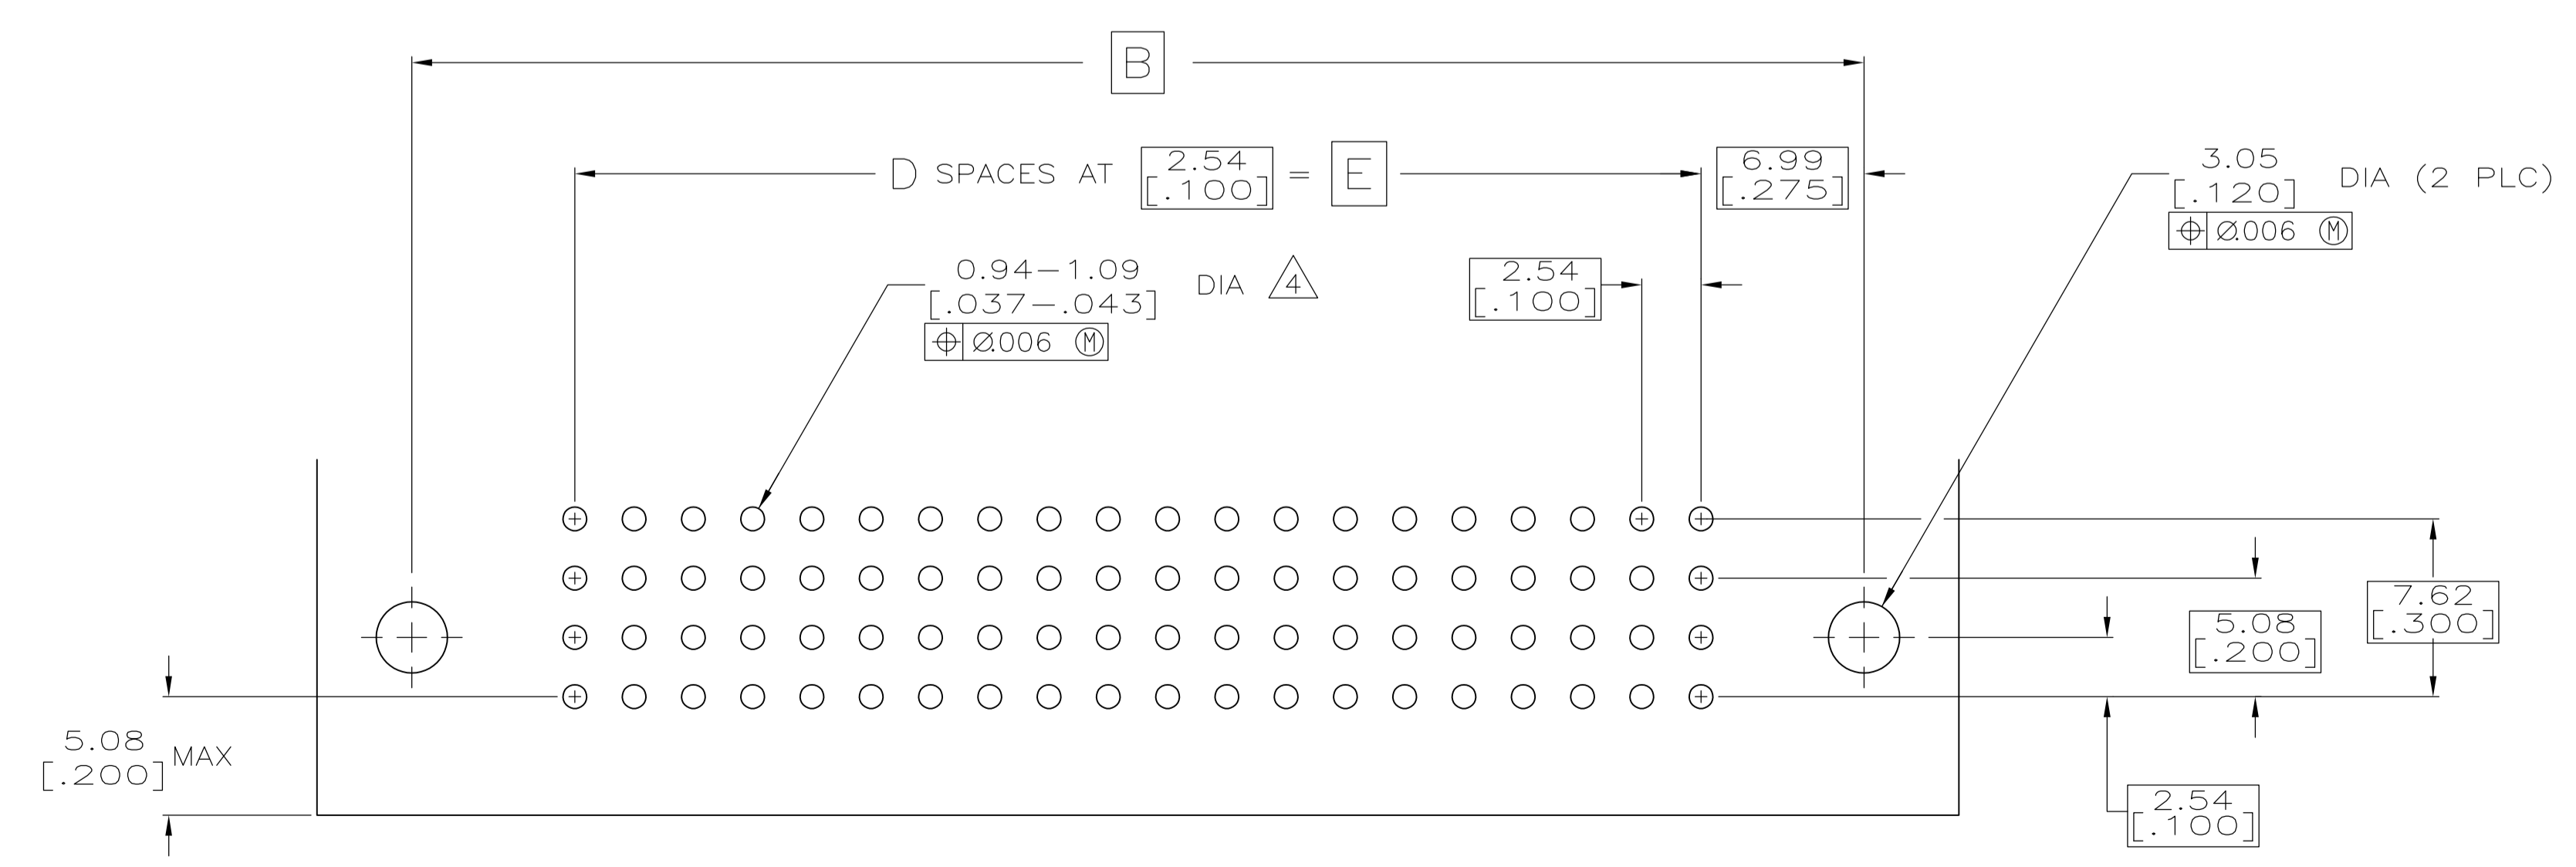 B
D SPACES AT 2.54 [.100] = E
6.99
[.275]
3.05
[.120]
DIA (2 PLC)
⌖ Ø.006 Ⓜ
0.94-1.09
[.037-.043]
DIA 4
⌖ Ø.006 Ⓜ
2.54
[.100]
7.62
[.300]
5.08
[.200]
5.08
[.200]
MAX
2.54
[.100]